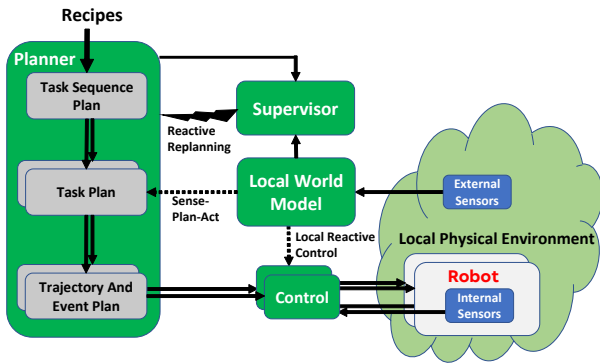 Recipes
Planner
Task Sequence
Plan
Supervisor
Reactive
Replanning
Task Plan
Sense-
Plan-Act
Local World
Model
External
Sensors
Local Reactive
Control
Local Physical Environment
Trajectory And
Event Plan
Control
Robot
Internal
Sensors